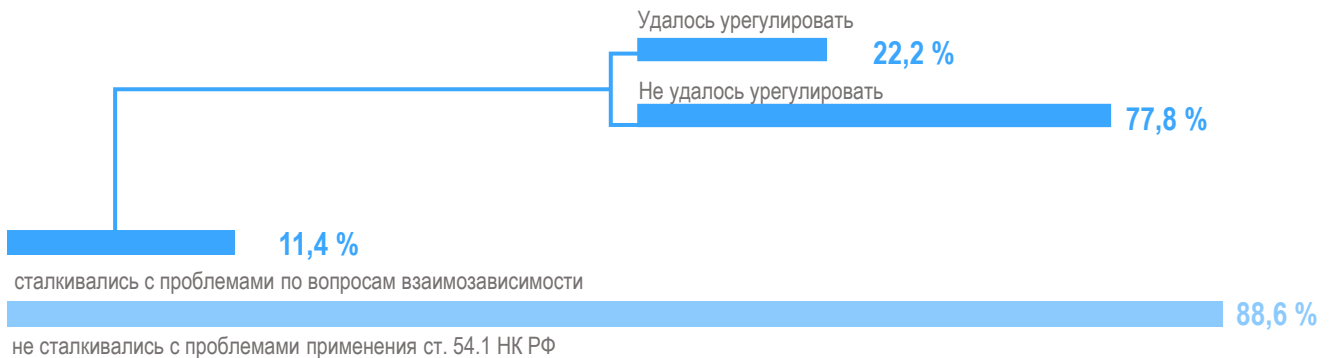 Удалось урегулировать
22,2 %
Не удалось урегулировать
77,8 %
11,4 %
сталкивались с проблемами по вопросам взаимозависимости
88,6 %
не сталкивались с проблемами применения ст. 54.1 НК РФ